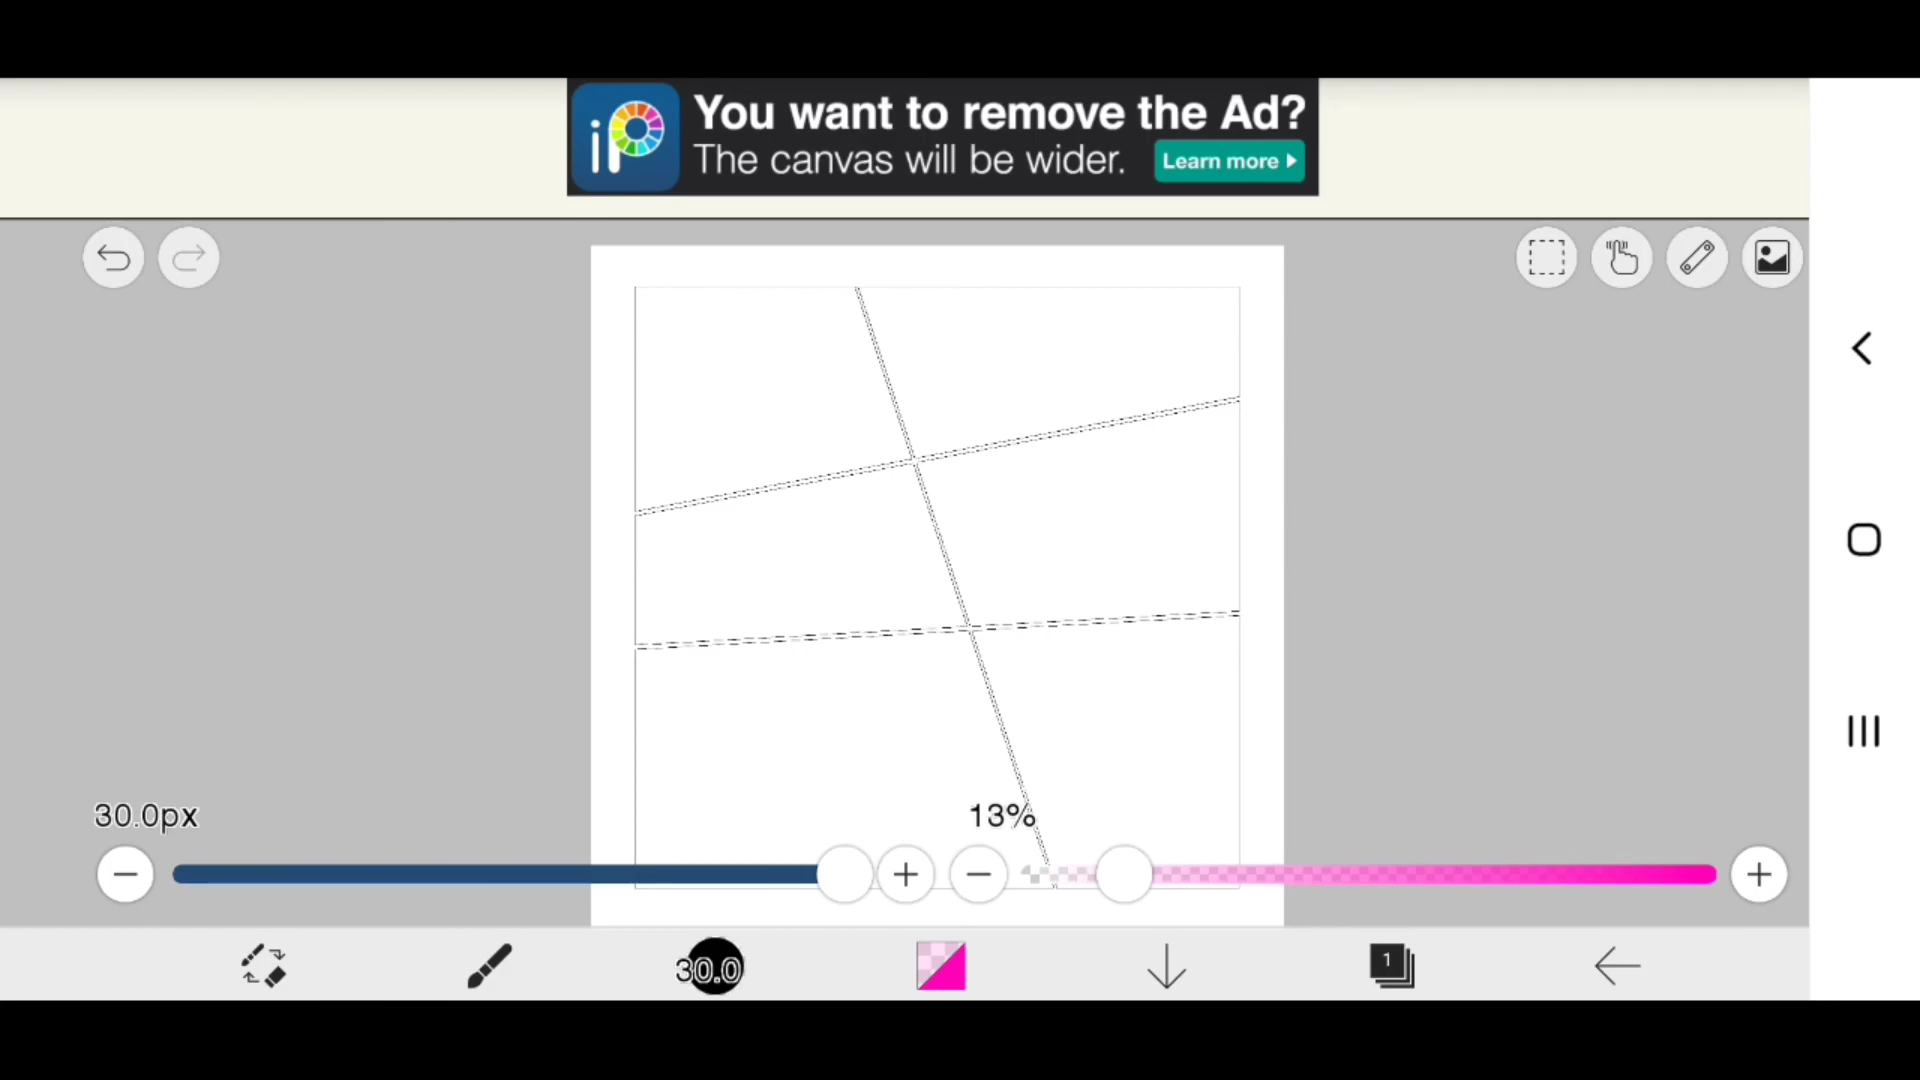 iP
You want to remove the Ad?
The canvas will be wider.
Learn more
30.0px
13%
30.0
1